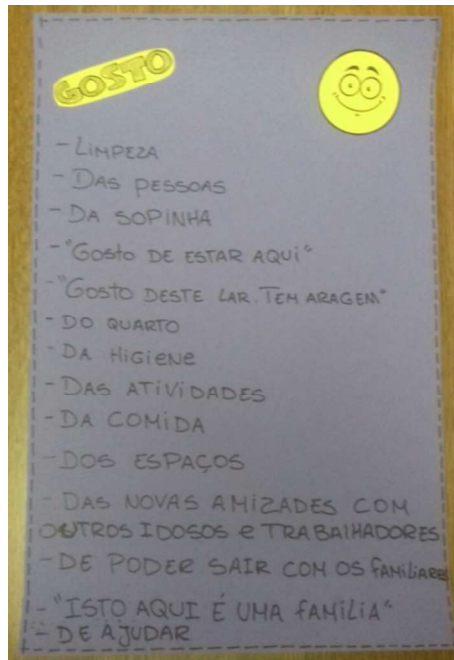 GOSTO
- LIMPEZA
- DAS PESSOAS
- DA SOPINHA
- "GOSto DE ESTAR AQUi"
- "GOSTO DESTE LAR. TEM ARAGEM"
- DO QUARTO
- DA HiGiENE
- DAS ATiViDADES
- DA COMiDA
- DOS ESPAÇOS
- DAS NOVAS AMIZADES COM
OUTROS IDOSOS e TRABAlHADORES
- DE PODER SAIR COM OS fAMiLiARES
- "ISTO AQUI É UMA fAMILIA"
- DE AJUDAR